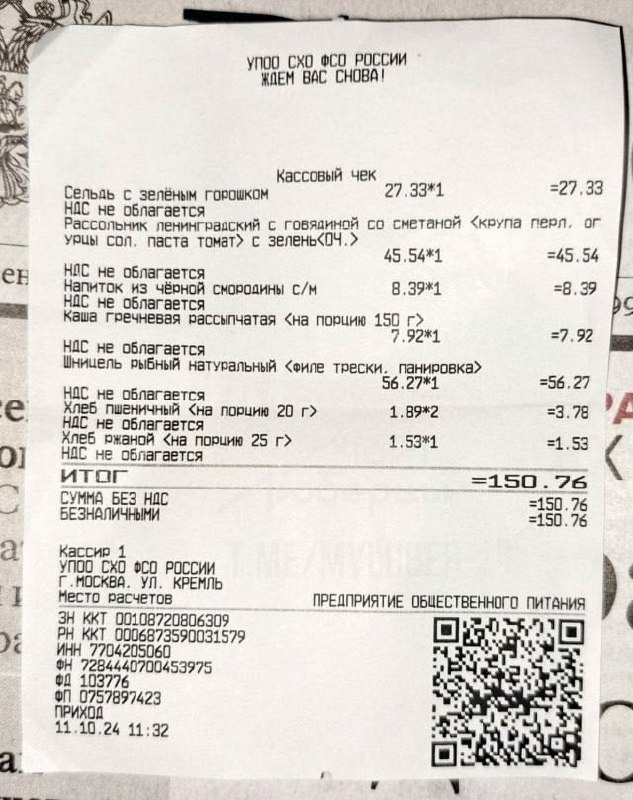 УПОО СХО ФСО РОССИИ
ЖДЕМ ВАС СНОВА!
Кассовый чек
Сельдь с зелёным горошком 27.33*1 =27.33
НДС не облагается
Рассольник ленинградский с говядиной со сметаной <крупа перл, ог
урцы сол, паста томат> с зелень<0Ч.>
45.54*1 =45.54
НДС не облагается
Напиток из чёрной смородины с/м 8.39*1 =8.39
НДС не облагается
Каша гречневая рассыпчатая <на порцию 150 г>
7.92*1 =7.92
НДС не облагается
Шницель рыбный натуральный <филе трески, панировка>
56.27*1 =56.27
НДС не облагается
Хлеб пшеничный <на порцию 20 г> 1.89*2 =3.78
НДС не облагается
Хлеб ржаной <на порцию 25 г> 1.53*1 =1.53
НДС не облагается
ИТОГ =150.76
СУММА БЕЗ НДС =150.76
БЕЗНАЛИЧНЫМИ =150.76
Кассир 1
УПОО СХО ФСО РОССИИ
Г.МОСКВА, УЛ. КРЕМЛЬ
Место расчетов ПРЕДПРИЯТИЕ ОБЩЕСТВЕННОГО ПИТАНИЯ
ЗН ККТ 00108720806309
РН ККТ 0006873590031579
ИНН 7704205060
ФН 7284440700453975
ФД 103776
ФП 0757897423
ПРИХОД
11.10.24 11:32